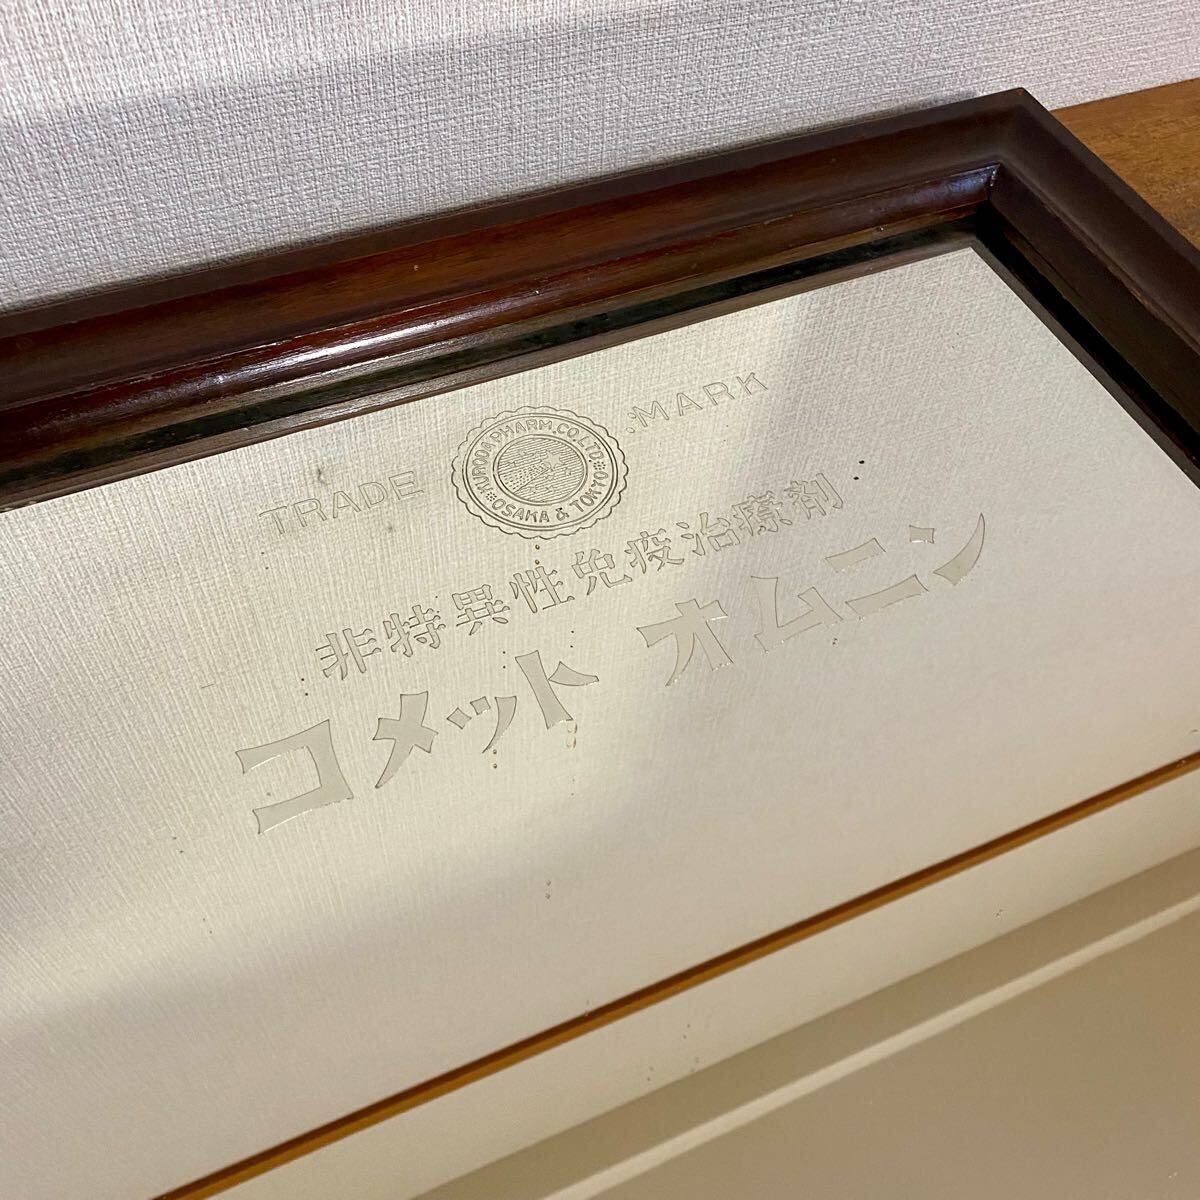 TRADE MARK
KURODA PHARM.CO.LTD.
OSAKA & TOKYO
非特異性免疫治療剤
コメット オムニン